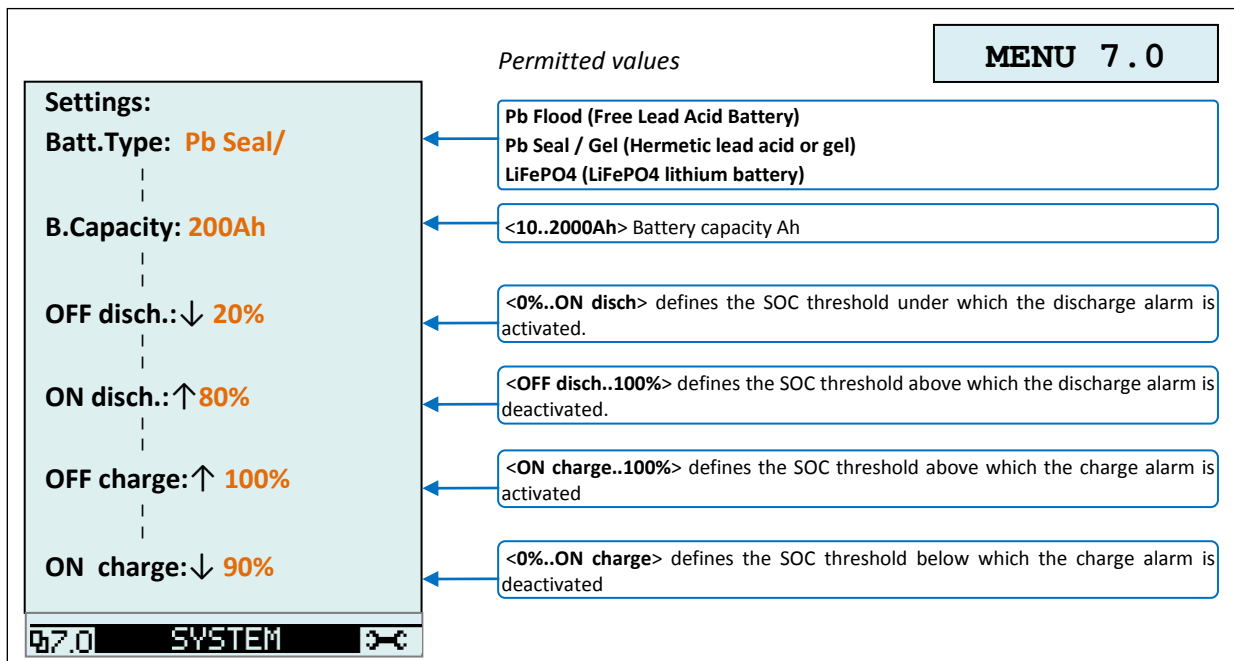 Permitted values
MENU 7.0
Settings:
Batt.Type: Pb Seal/
Pb Flood (Free Lead Acid Battery)
Pb Seal / Gel (Hermetic lead acid or gel)
LiFePO4 (LiFePO4 lithium battery)
B.Capacity: 200Ah
<10..2000Ah> Battery capacity Ah
OFF disch.:↓ 20%
<0%..ON disch> defines the SOC threshold under which the discharge alarm is
activated.
ON disch.:↑80%
<OFF disch..100%> defines the SOC threshold above which the discharge alarm is
deactivated.
OFF charge:↑ 100%
<ON charge..100%> defines the SOC threshold above which the charge alarm is
activated
ON charge:↓ 90%
<0%..ON charge> defines the SOC threshold below which the charge alarm is
deactivated
7.0 SYSTEM